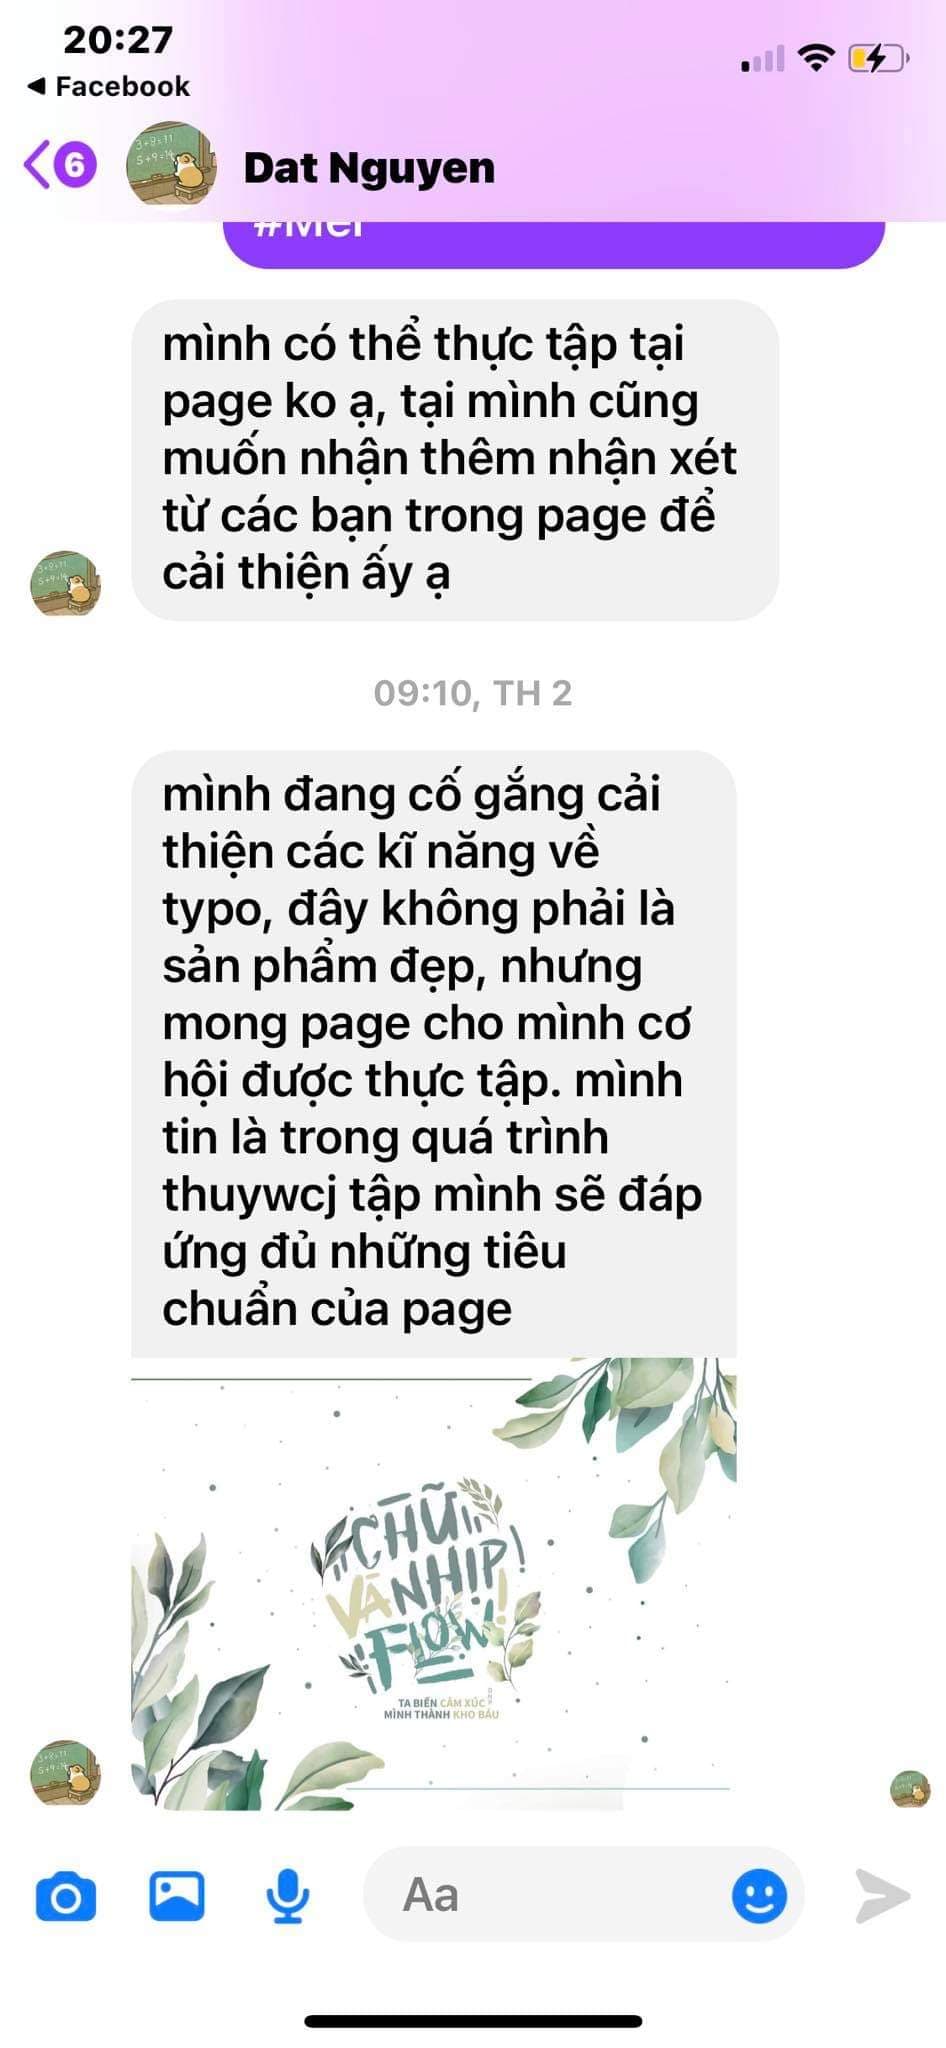 20:27
Facebook
6
Dat Nguyen
#Mei
mình có thể thực tập tại
page ko ạ, tại mình cũng
muốn nhận thêm nhận xét
từ các bạn trong page để
cải thiện ấy ạ
09:10, TH 2
mình đang cố gắng cải
thiện các kĩ năng về
typo, đây không phải là
sản phẩm đẹp, nhưng
mong page cho mình cơ
hội được thực tập. mình
tin là trong quá trình
thuywcj tập mình sẽ đáp
ứng đủ những tiêu
chuẩn của page
CHỮ
VÀ NHỊP!
FLOW!
TA BIẾN CẢM XÚC
MÌNH THÀNH KHO BÁU
Aa